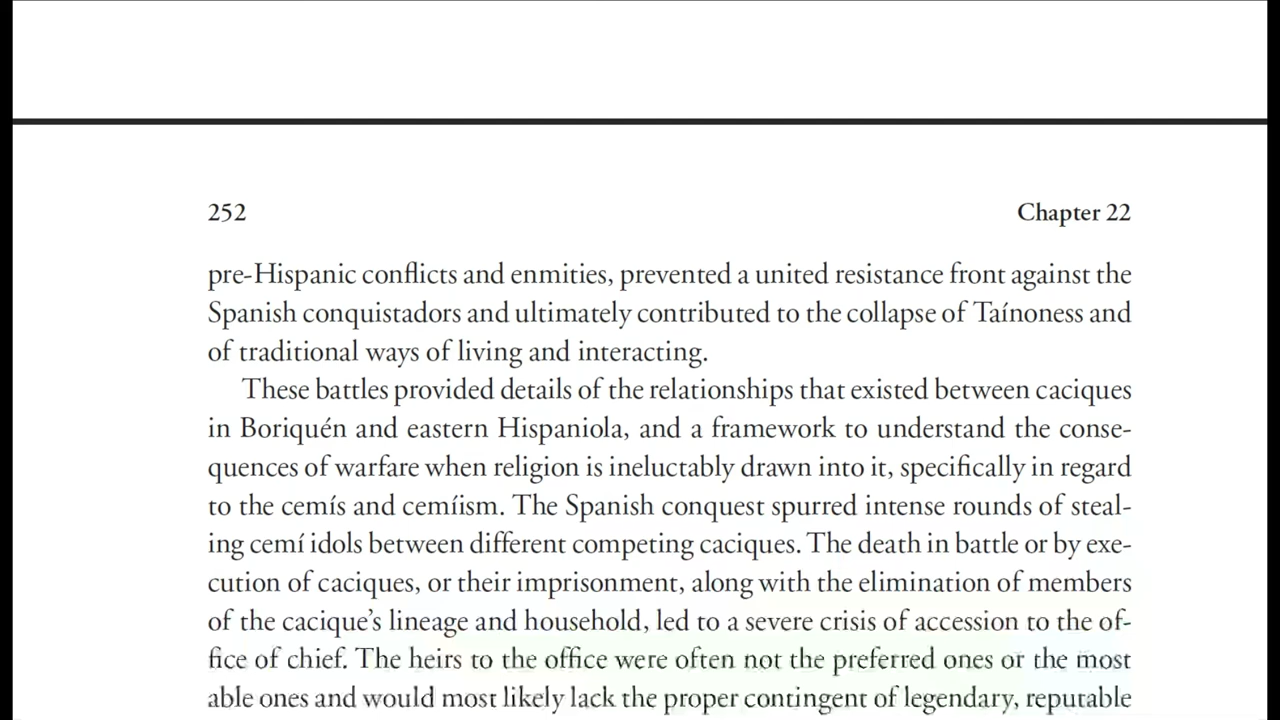 252 Chapter 22
pre-Hispanic conflicts and enmities, prevented a united resistance front against the
Spanish conquistadors and ultimately contributed to the collapse of Taínoness and
of traditional ways of living and interacting.
These battles provided details of the relationships that existed between caciques
in Boriquén and eastern Hispaniola, and a framework to understand the conse-
quences of warfare when religion is ineluctably drawn into it, specifically in regard
to the cemís and cemíism. The Spanish conquest spurred intense rounds of steal-
ing cemí idols between different competing caciques. The death in battle or by exe-
cution of caciques, or their imprisonment, along with the elimination of members
of the cacique’s lineage and household, led to a severe crisis of accession to the of-
fice of chief. The heirs to the office were often not the preferred ones or the most
able ones and would most likely lack the proper contingent of legendary, reputable